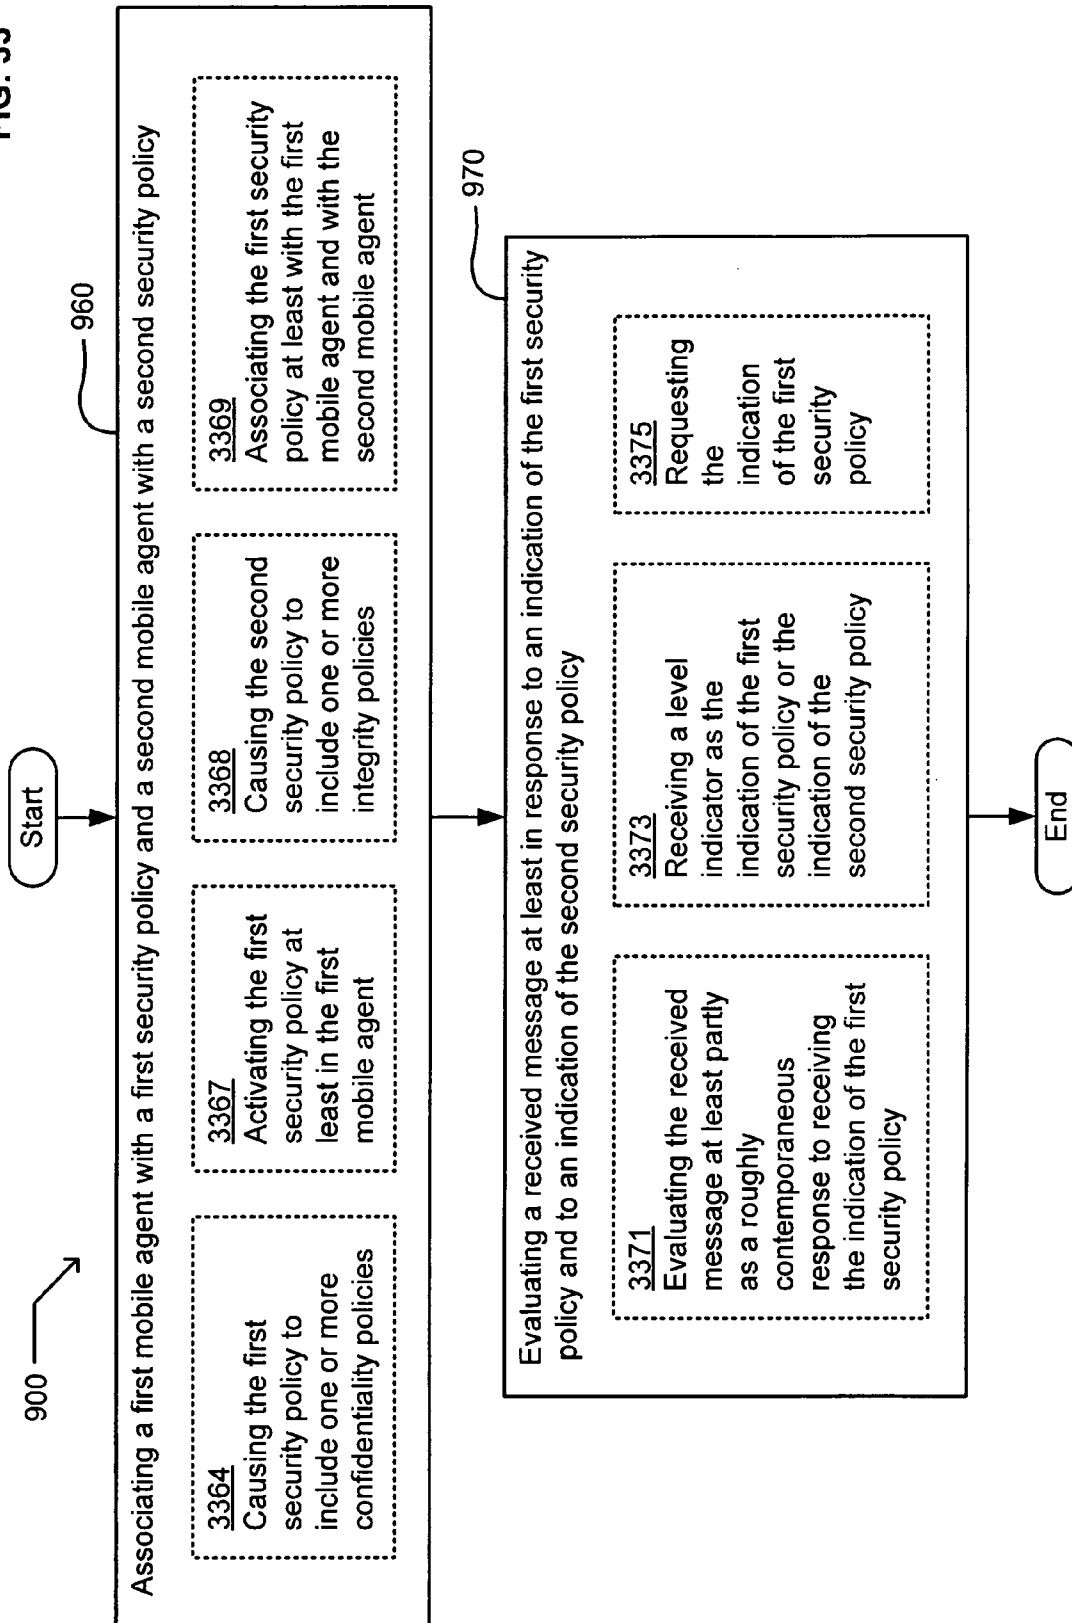 FIG. 33
900
Start
960
Associating a first mobile agent with a first security policy and a second mobile agent with a second security policy
3364
Causing the first
security policy to
include one or more
confidentiality policies
3367
Activating the first
security policy at
least in the first
mobile agent
3368
Causing the second
security policy to
include one or more
integrity policies
3369
Associating the first security
policy at least with the first
mobile agent and with the
second mobile agent
970
Evaluating a received message at least in response to an indication of the first security
policy and to an indication of the second security policy
3371
Evaluating the received
message at least partly
as a roughly
contemporaneous
response to receiving
the indication of the first
security policy
3373
Receiving a level
indicator as the
indication of the first
security policy or the
indication of the
second security policy
3375
Requesting
the
indication
of the first
security
policy
End